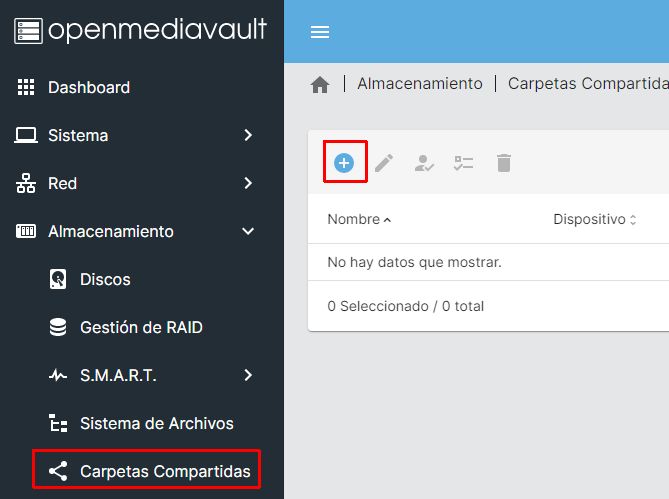 openmediavault
Dashboard
Sistema
Red
Almacenamiento
Discos
Gestión de RAID
S.M.A.R.T.
Sistema de Archivos
Carpetas Compartidas
Almacenamiento | Carpetas Compartida
Nombre Dispositivo
No hay datos que mostrar.
0 Seleccionado / 0 total